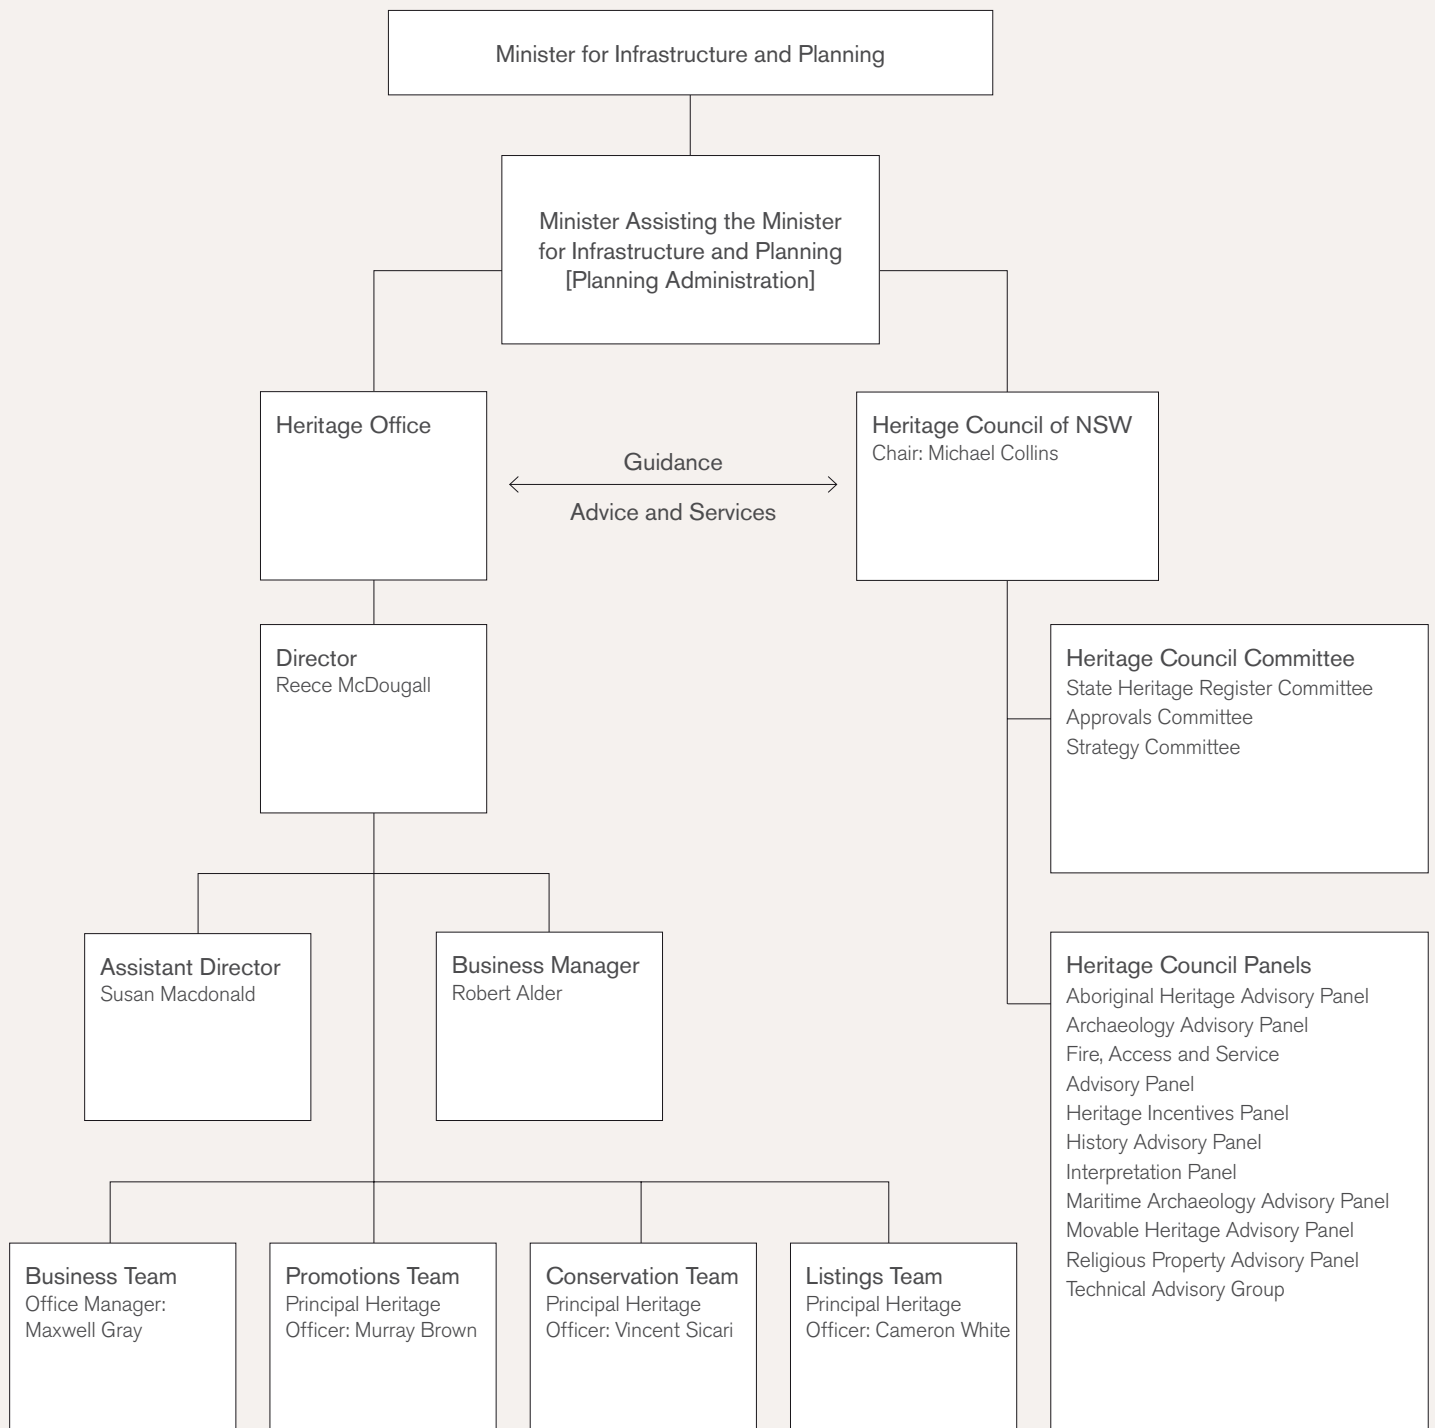 Minister for Infrastructure and Planning
Minister Assisting the Minister
for Infrastructure and Planning
[Planning Administration]
Heritage Office
Guidance
Advice and Services
Heritage Council of NSW
Chair: Michael Collins
Director
Reece McDougall
Heritage Council Committee
State Heritage Register Committee
Approvals Committee
Strategy Committee
Assistant Director
Susan Macdonald
Business Manager
Robert Alder
Heritage Council Panels
Aboriginal Heritage Advisory Panel
Archaeology Advisory Panel
Fire, Access and Service
Advisory Panel
Heritage Incentives Panel
History Advisory Panel
Interpretation Panel
Maritime Archaeology Advisory Panel
Movable Heritage Advisory Panel
Religious Property Advisory Panel
Technical Advisory Group
Business Team
Office Manager:
Maxwell Gray
Promotions Team
Principal Heritage
Officer: Murray Brown
Conservation Team
Principal Heritage
Officer: Vincent Sicari
Listings Team
Principal Heritage
Officer: Cameron White